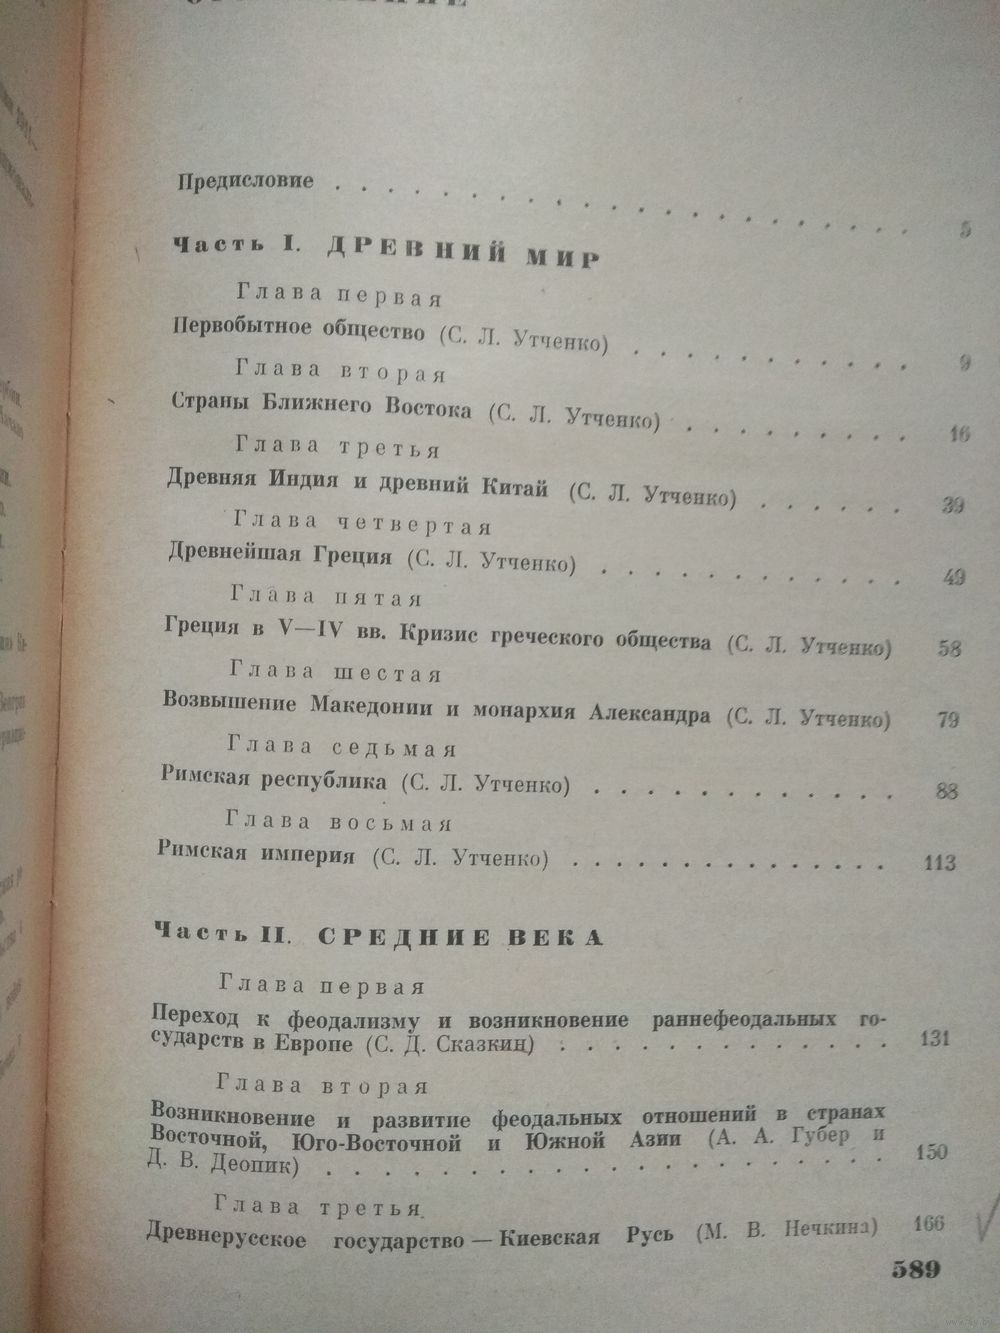 Предисловие . . . . . . . . . . . . . . . . . . . . . . 5
Часть I. ДРЕВНИЙ МИР
Глава первая
Первобытное общество (С. Л. Утченко) . . . . . . . . . . . 9
Глава вторая
Страны Ближнего Востока (С. Л. Утченко) . . . . . . . . . 16
Глава третья
Древняя Индия и древний Китай (С. Л. Утченко) . . . . . . 39
Глава четвертая
Древнейшая Греция (С. Л. Утченко) . . . . . . . . . . . . 49
Глава пятая
Греция в V—IV вв. Кризис греческого общества (С. Л. Утченко) 58
Глава шестая
Возвышение Македонии и монархия Александра (С. Л. Утченко) 79
Глава седьмая
Римская республика (С. Л. Утченко) . . . . . . . . . . . . 88
Глава восьмая
Римская империя (С. Л. Утченко) . . . . . . . . . . . . . 113
Часть II. СРЕДНИЕ ВЕКА
Глава первая
Переход к феодализму и возникновение раннефеодальных го-
сударств в Европе (С. Д. Сказкин) . . . . . . . . . . . . . 131
Глава вторая
Возникновение и развитие феодальных отношений в странах
Восточной, Юго-Восточной и Южной Азии (А. А. Губер и
Д. В. Деопик) . . . . . . . . . . . . . . . . . . . . . 150
Глава третья
Древнерусское государство — Киевская Русь (М. В. Нечкина) 166
589